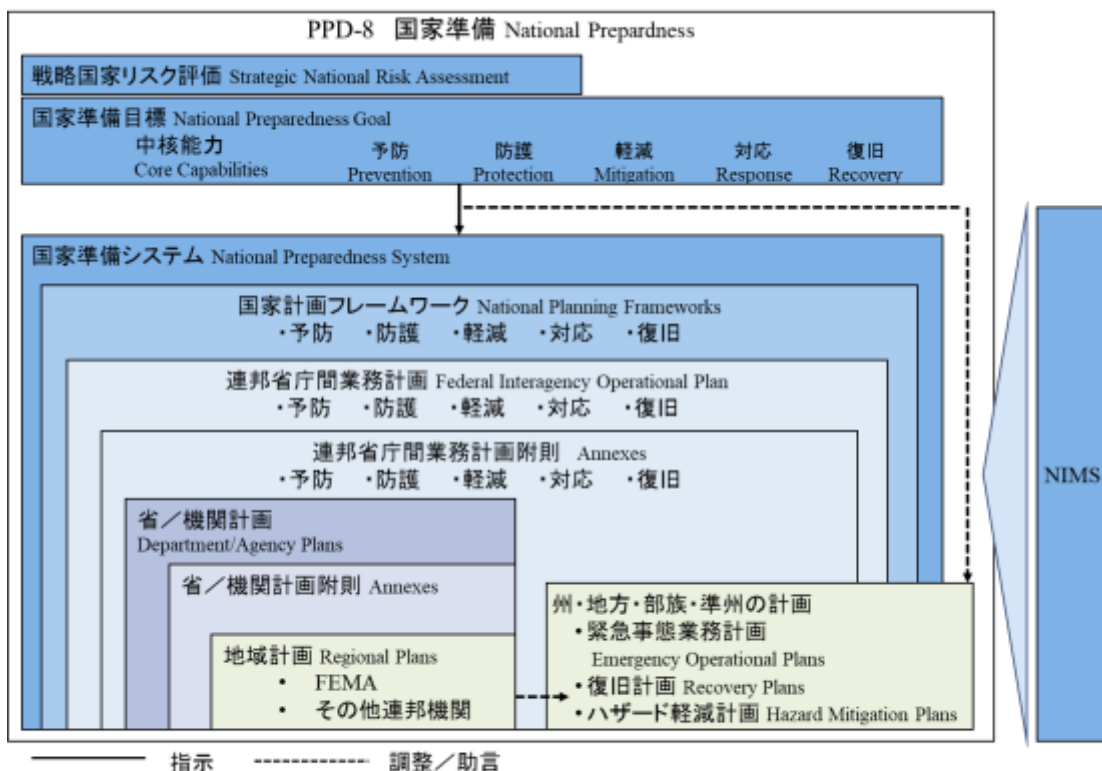 PPD-8 国家準備 National Prepardness
戦略国家リスク評価 Strategic National Risk Assessment
国家準備目標 National Preparedness Goal
中核能力 予防 防護 軽減 対応 復旧
Core Capabilities Prevention Protection Mitigation Response Recovery
国家準備システム National Preparedness System
国家計画フレームワーク National Planning Frameworks
・予防 ・防護 ・軽減 ・対応 ・復旧
連邦省庁間業務計画 Federal Interagency Operational Plan
・予防 ・防護 ・軽減 ・対応 ・復旧
連邦省庁間業務計画附則 Annexes
・予防 ・防護 ・軽減 ・対応 ・復旧
省／機関計画
Department/Agency Plans
省／機関計画附則 Annexes
地域計画 Regional Plans
• FEMA
• その他連邦機関
州・地方・部族・準州の計画
・緊急事態業務計画
Emergency Operational Plans
・復旧計画 Recovery Plans
・ハザード軽減計画 Hazard Mitigation Plans
NIMS
指示 調整／助言